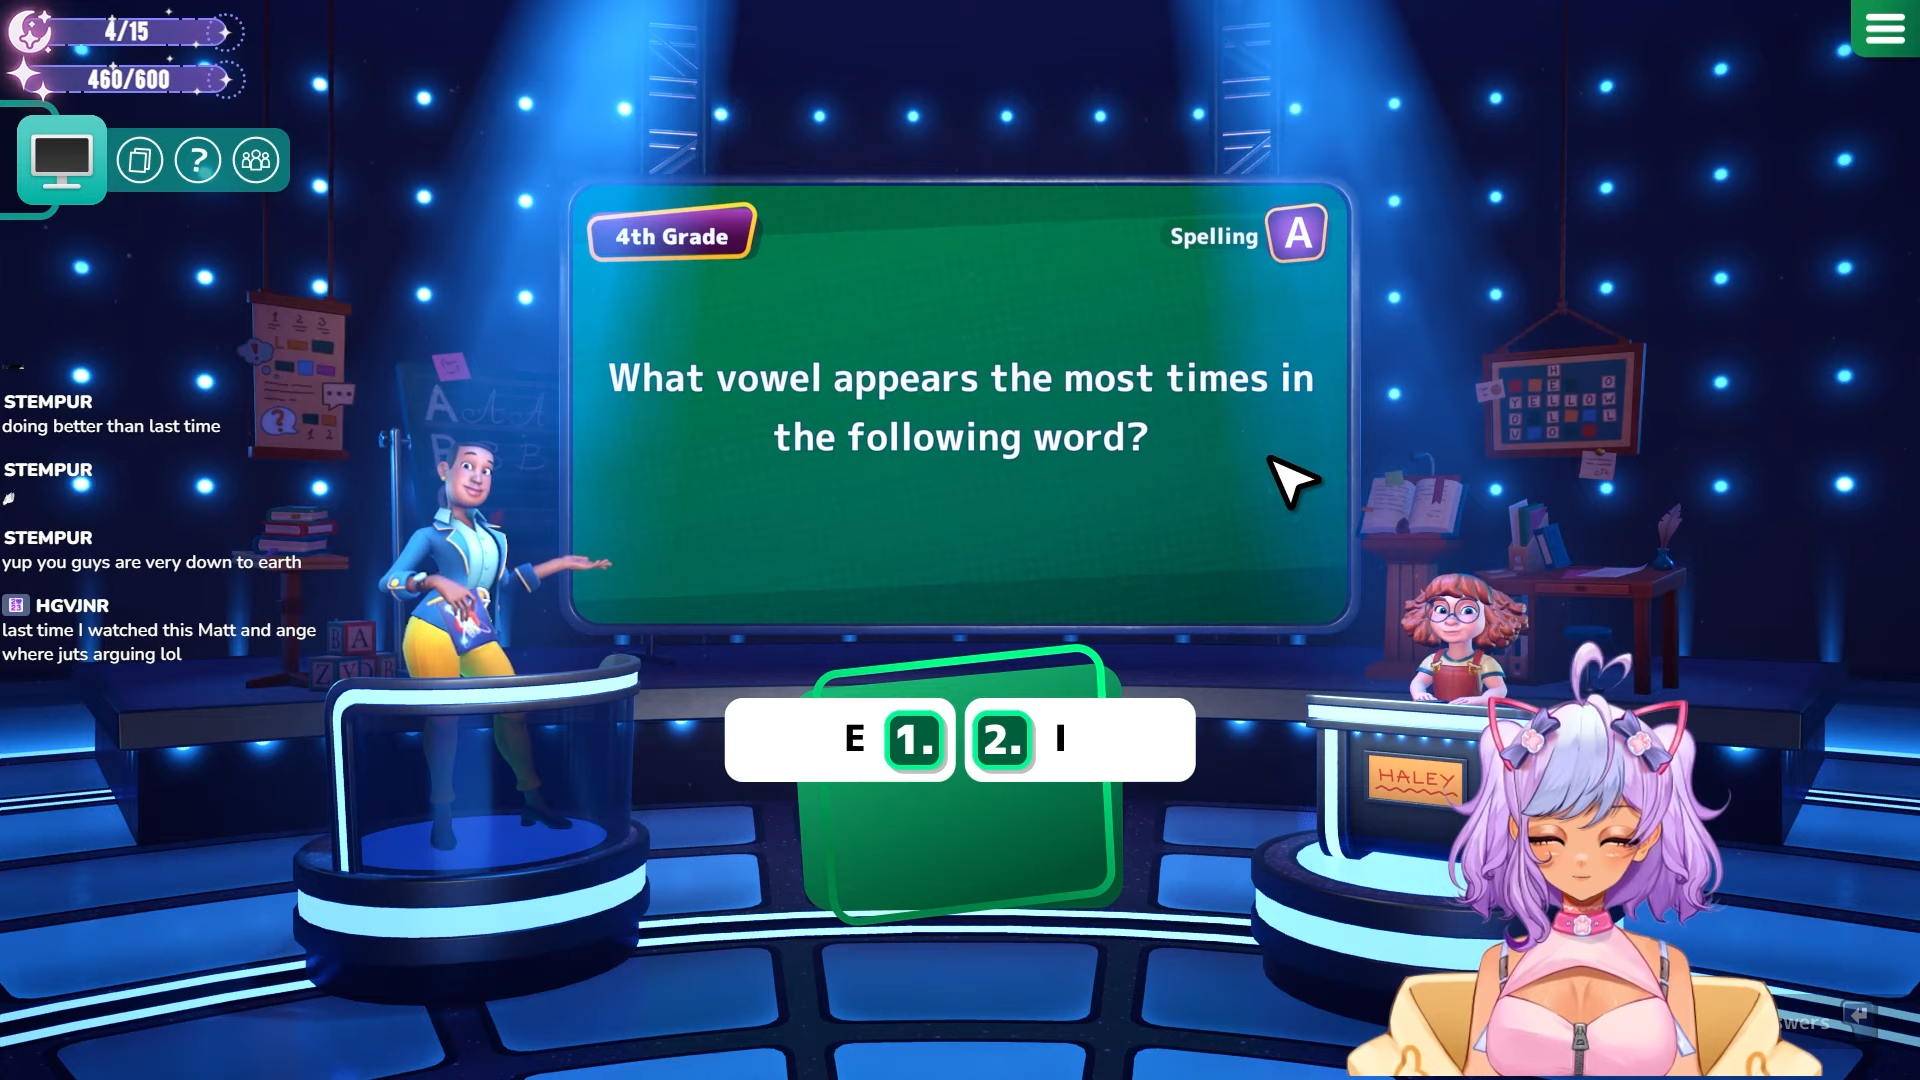 4/15
460/600
4th Grade
Spelling A
What vowel appears the most times in
the following word?
STEMPUR
doing better than last time
STEMPUR
STEMPUR
yup you guys are very down to earth
HGVJNR
last time I watched this Matt and ange
where juts arguing lol
E 1. 2. I
HALEY